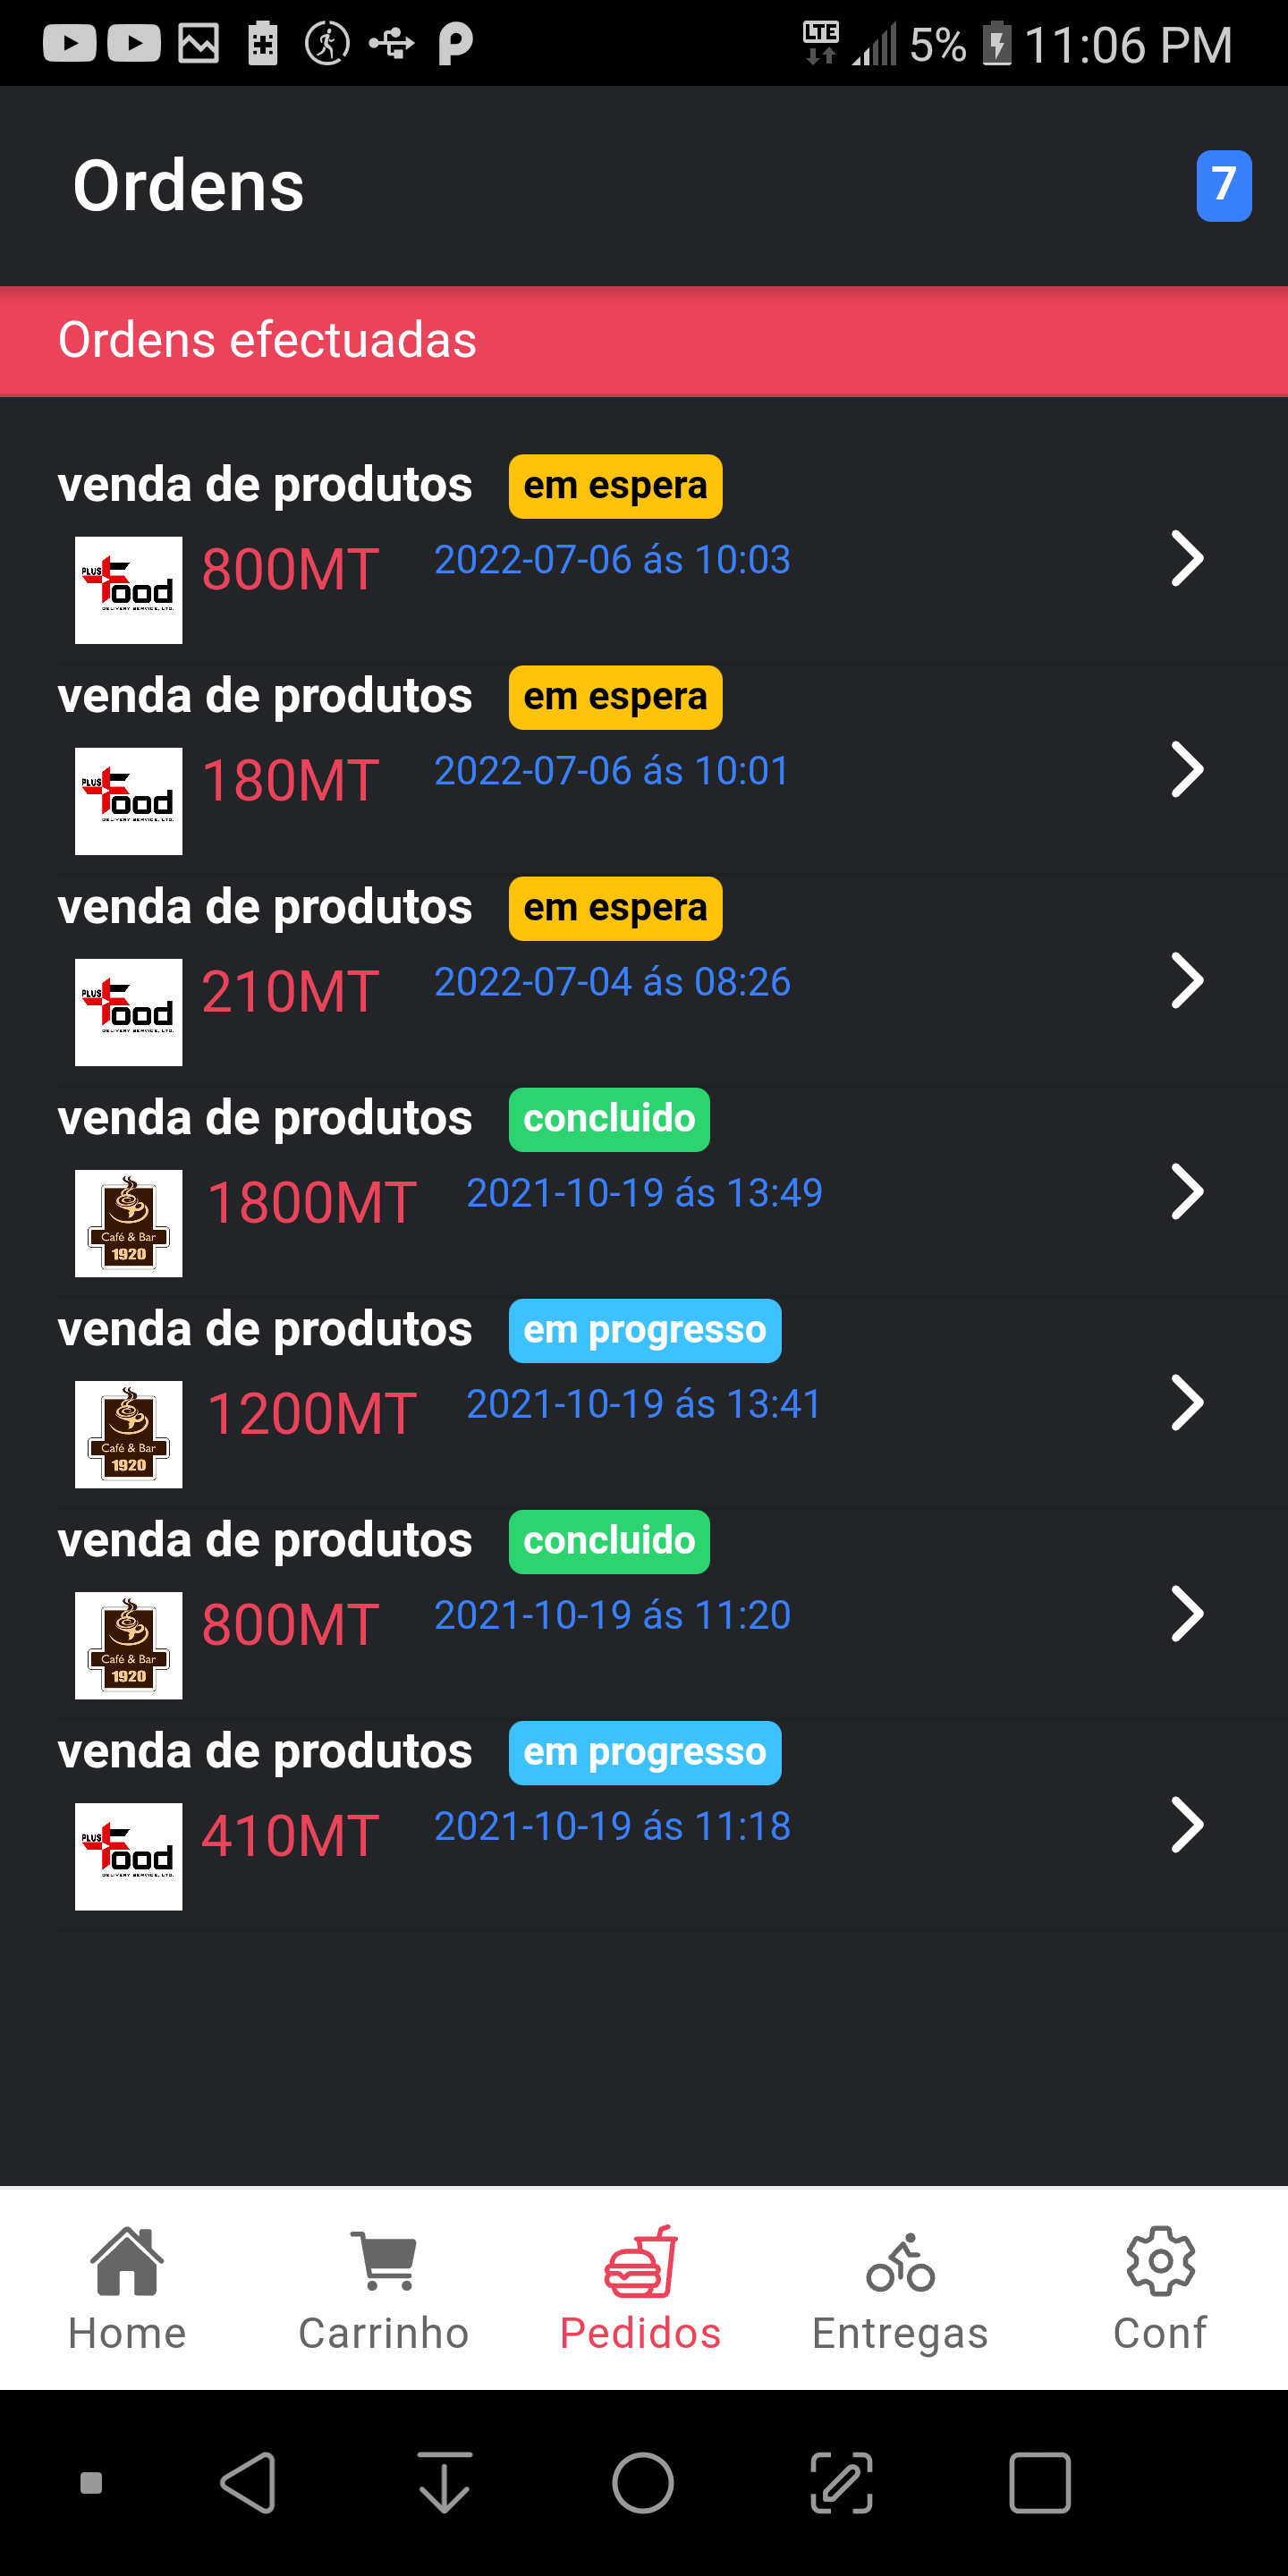 LTE 5% 11:06 PM
Ordens 7
Ordens efectuadas
venda de produtos em espera
PLUS Food
DELIVERY SERVICE, LTD.
800MT 2022-07-06 ás 10:03
venda de produtos em espera
PLUS Food
DELIVERY SERVICE, LTD.
180MT 2022-07-06 ás 10:01
venda de produtos em espera
PLUS Food
DELIVERY SERVICE, LTD.
210MT 2022-07-04 ás 08:26
venda de produtos concluido
1800MT 2021-10-19 ás 13:49
Café & Bar
1920
venda de produtos em progresso
1200MT 2021-10-19 ás 13:41
Café & Bar
1920
venda de produtos concluido
800MT 2021-10-19 ás 11:20
Café & Bar
1920
venda de produtos em progresso
PLUS Food
DELIVERY SERVICE, LTD.
410MT 2021-10-19 ás 11:18
Home Carrinho Pedidos Entregas Conf